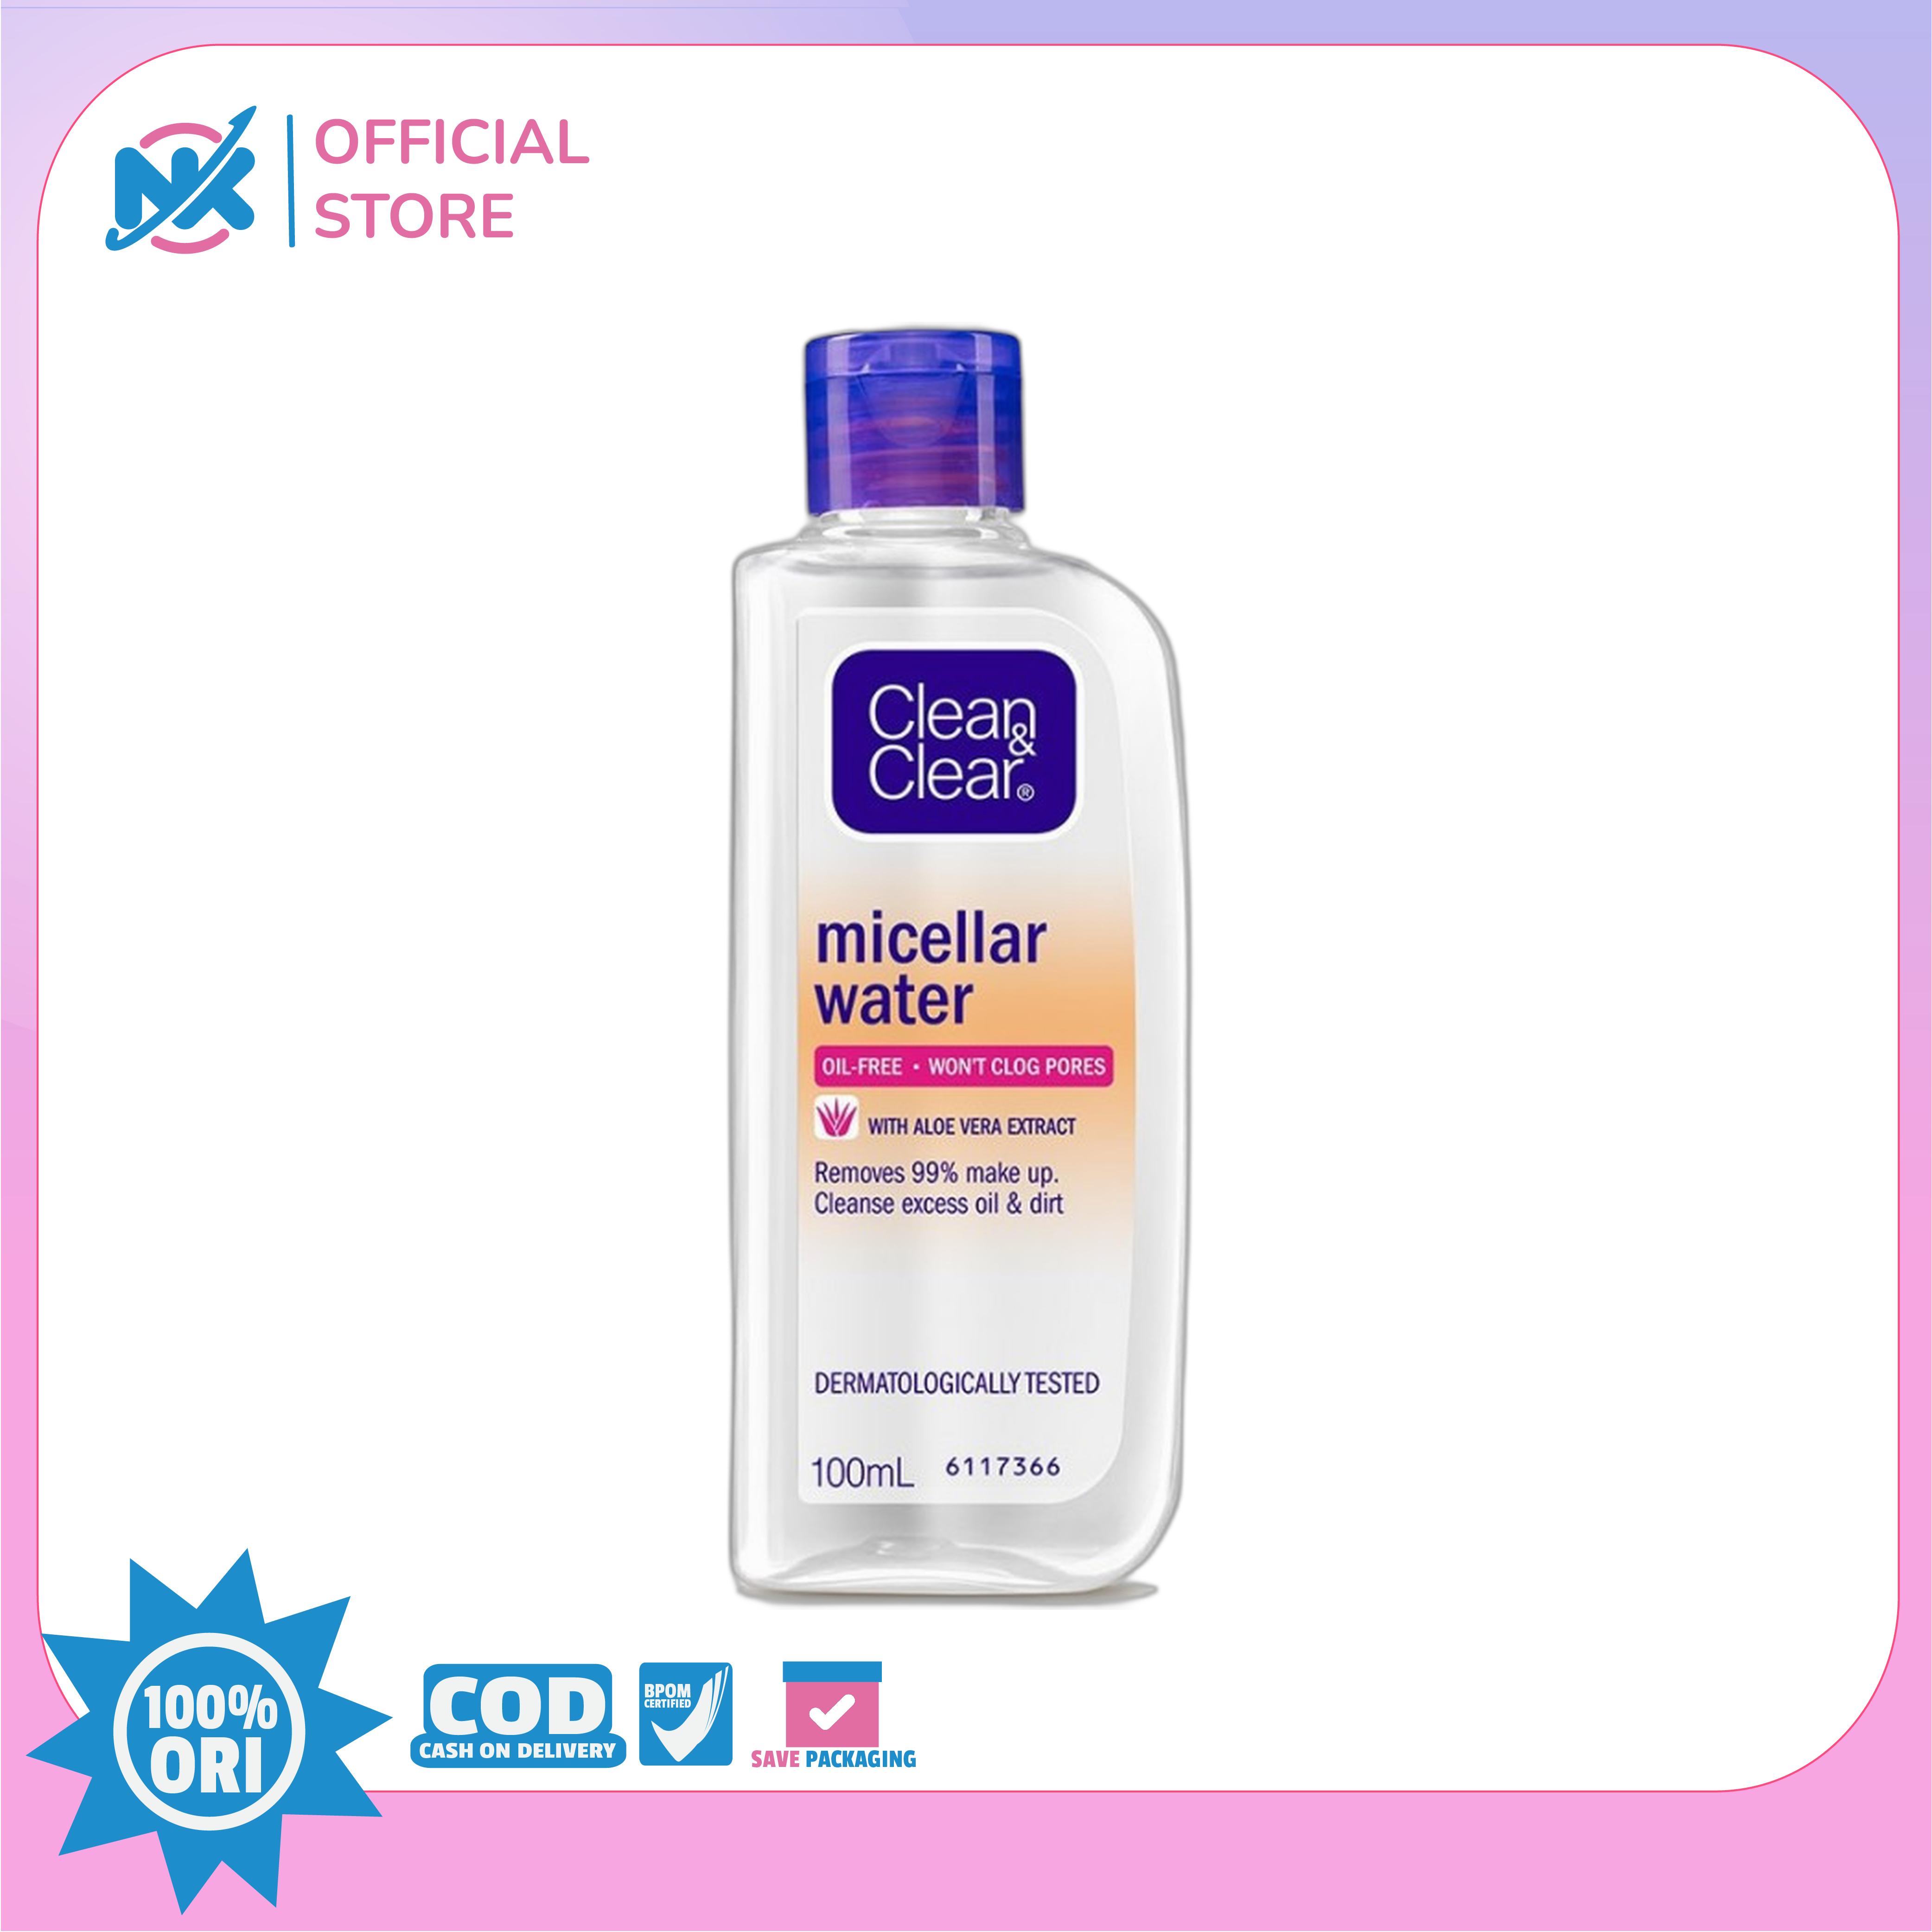 NK
OFFICIAL
STORE
Clean
&
Clear®
micellar
water
OIL-FREE • WON'T CLOG PORES
WITH ALOE VERA EXTRACT
Removes 99% make up.
Cleanse excess oil & dirt
DERMATOLOGICALLY TESTED
100mL 6117366
100%
ORI
COD
CASH ON DELIVERY
BPOM
CERTIFIED
SAVE PACKAGING